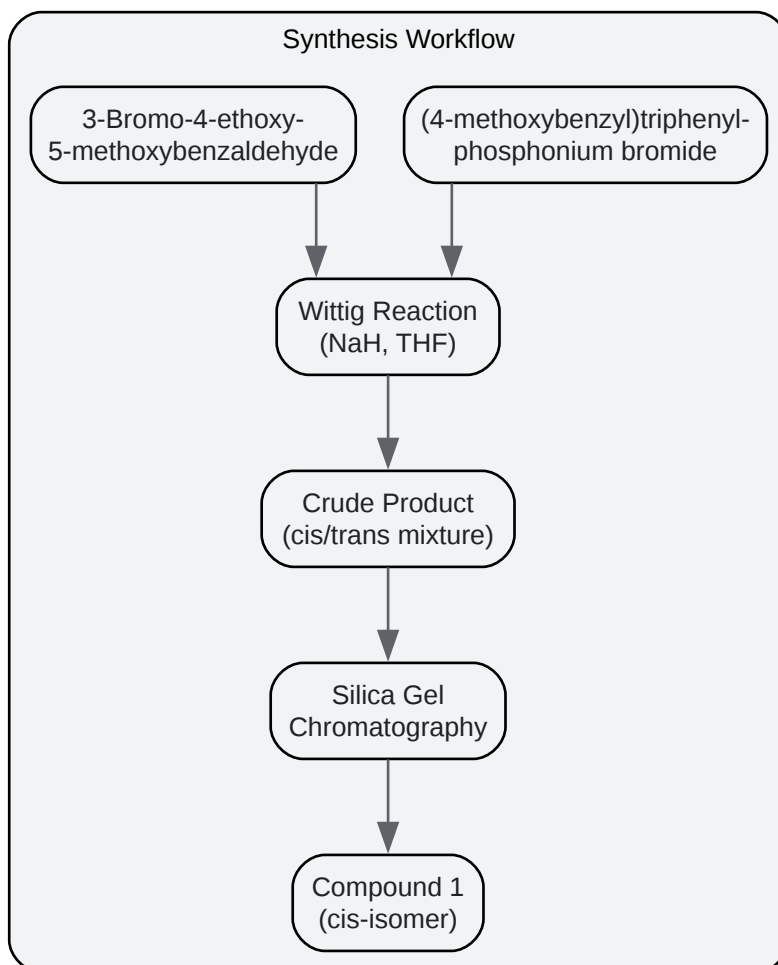 Synthesis Workflow
3-Bromo-4-ethoxy-
5-methoxybenzaldehyde
(4-methoxybenzyl)triphenyl-
phosphonium bromide
Wittig Reaction
(NaH, THF)
Crude Product
(cis/trans mixture)
Silica Gel
Chromatography
Compound 1
(cis-isomer)